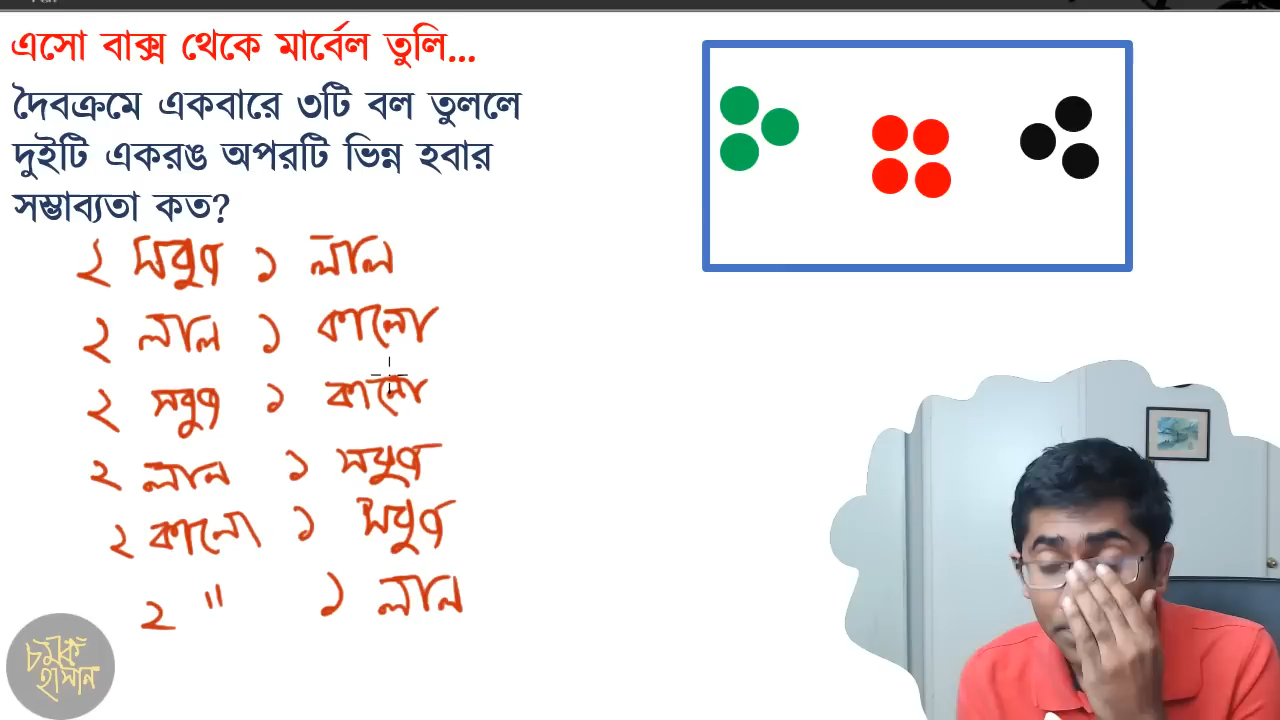 এসো বাক্স থেকে মার্বেল তুলি...
দৈবক্রমে একবারে ৩টি বল তুললে
দুইটি একরঙ অপরটি ভিন্ন হবার
সম্ভাব্যতা কত?
২ সবুজ ১ লাল
২ লাল ১ কালো
২ সবুজ ১ কালো
২ লাল ১ সবুজ
২ কালো ১ সবুজ
২ " ১ লাল
চমক
হাসান